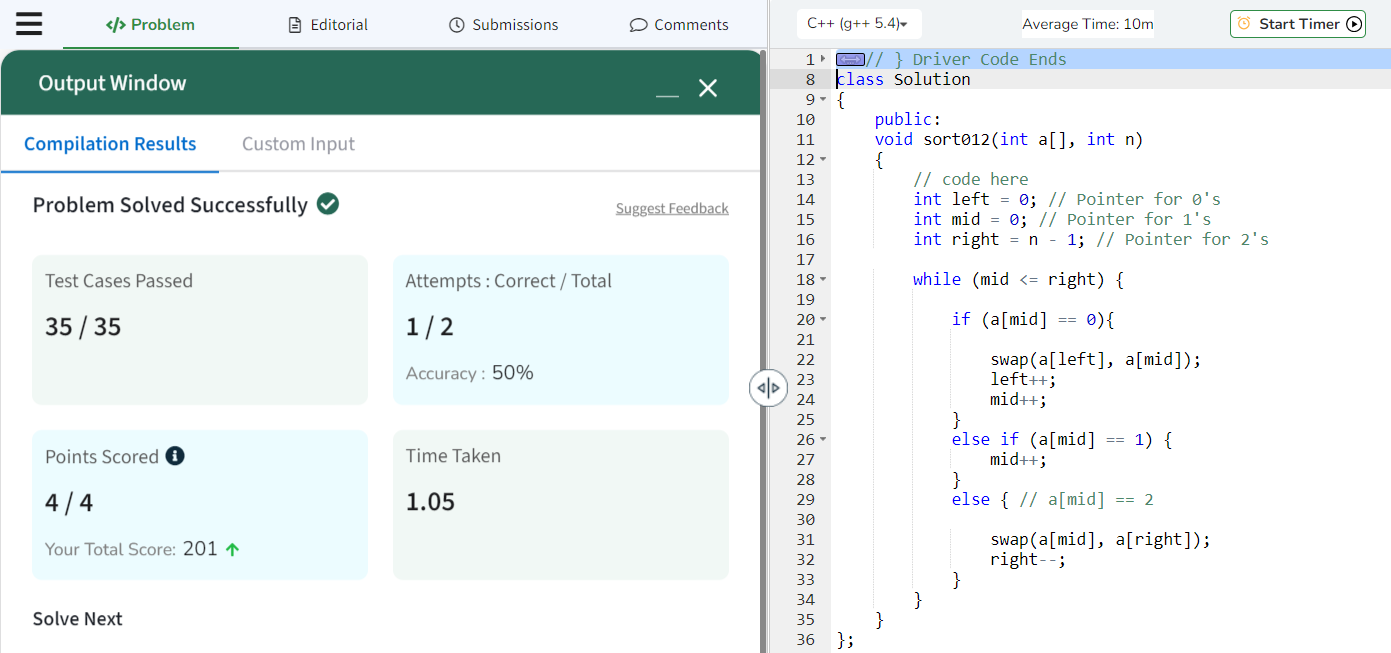 Problem
Editorial
Submissions
Comments
Output Window
Compilation Results
Custom Input
Problem Solved Successfully
Suggest Feedback
Test Cases Passed
35 / 35
Attempts : Correct / Total
1 / 2
Accuracy : 50%
Points Scored
4 / 4
Your Total Score: 201
Time Taken
1.05
Solve Next
C++ (g++ 5.4)
Average Time: 10m
Start Timer
1 // } Driver Code Ends
8 class Solution
9 {
10     public:
11     void sort012(int a[], int n)
12     {
13         // code here
14         int left = 0; // Pointer for 0's
15         int mid = 0; // Pointer for 1's
16         int right = n - 1; // Pointer for 2's
17
18         while (mid <= right) {
19
20             if (a[mid] == 0){
21
22                 swap(a[left], a[mid]);
23                 left++;
24                 mid++;
25             }
26             else if (a[mid] == 1) {
27                 mid++;
28             }
29             else { // a[mid] == 2
30
31                 swap(a[mid], a[right]);
32                 right--;
33             }
34         }
35     }
36 };